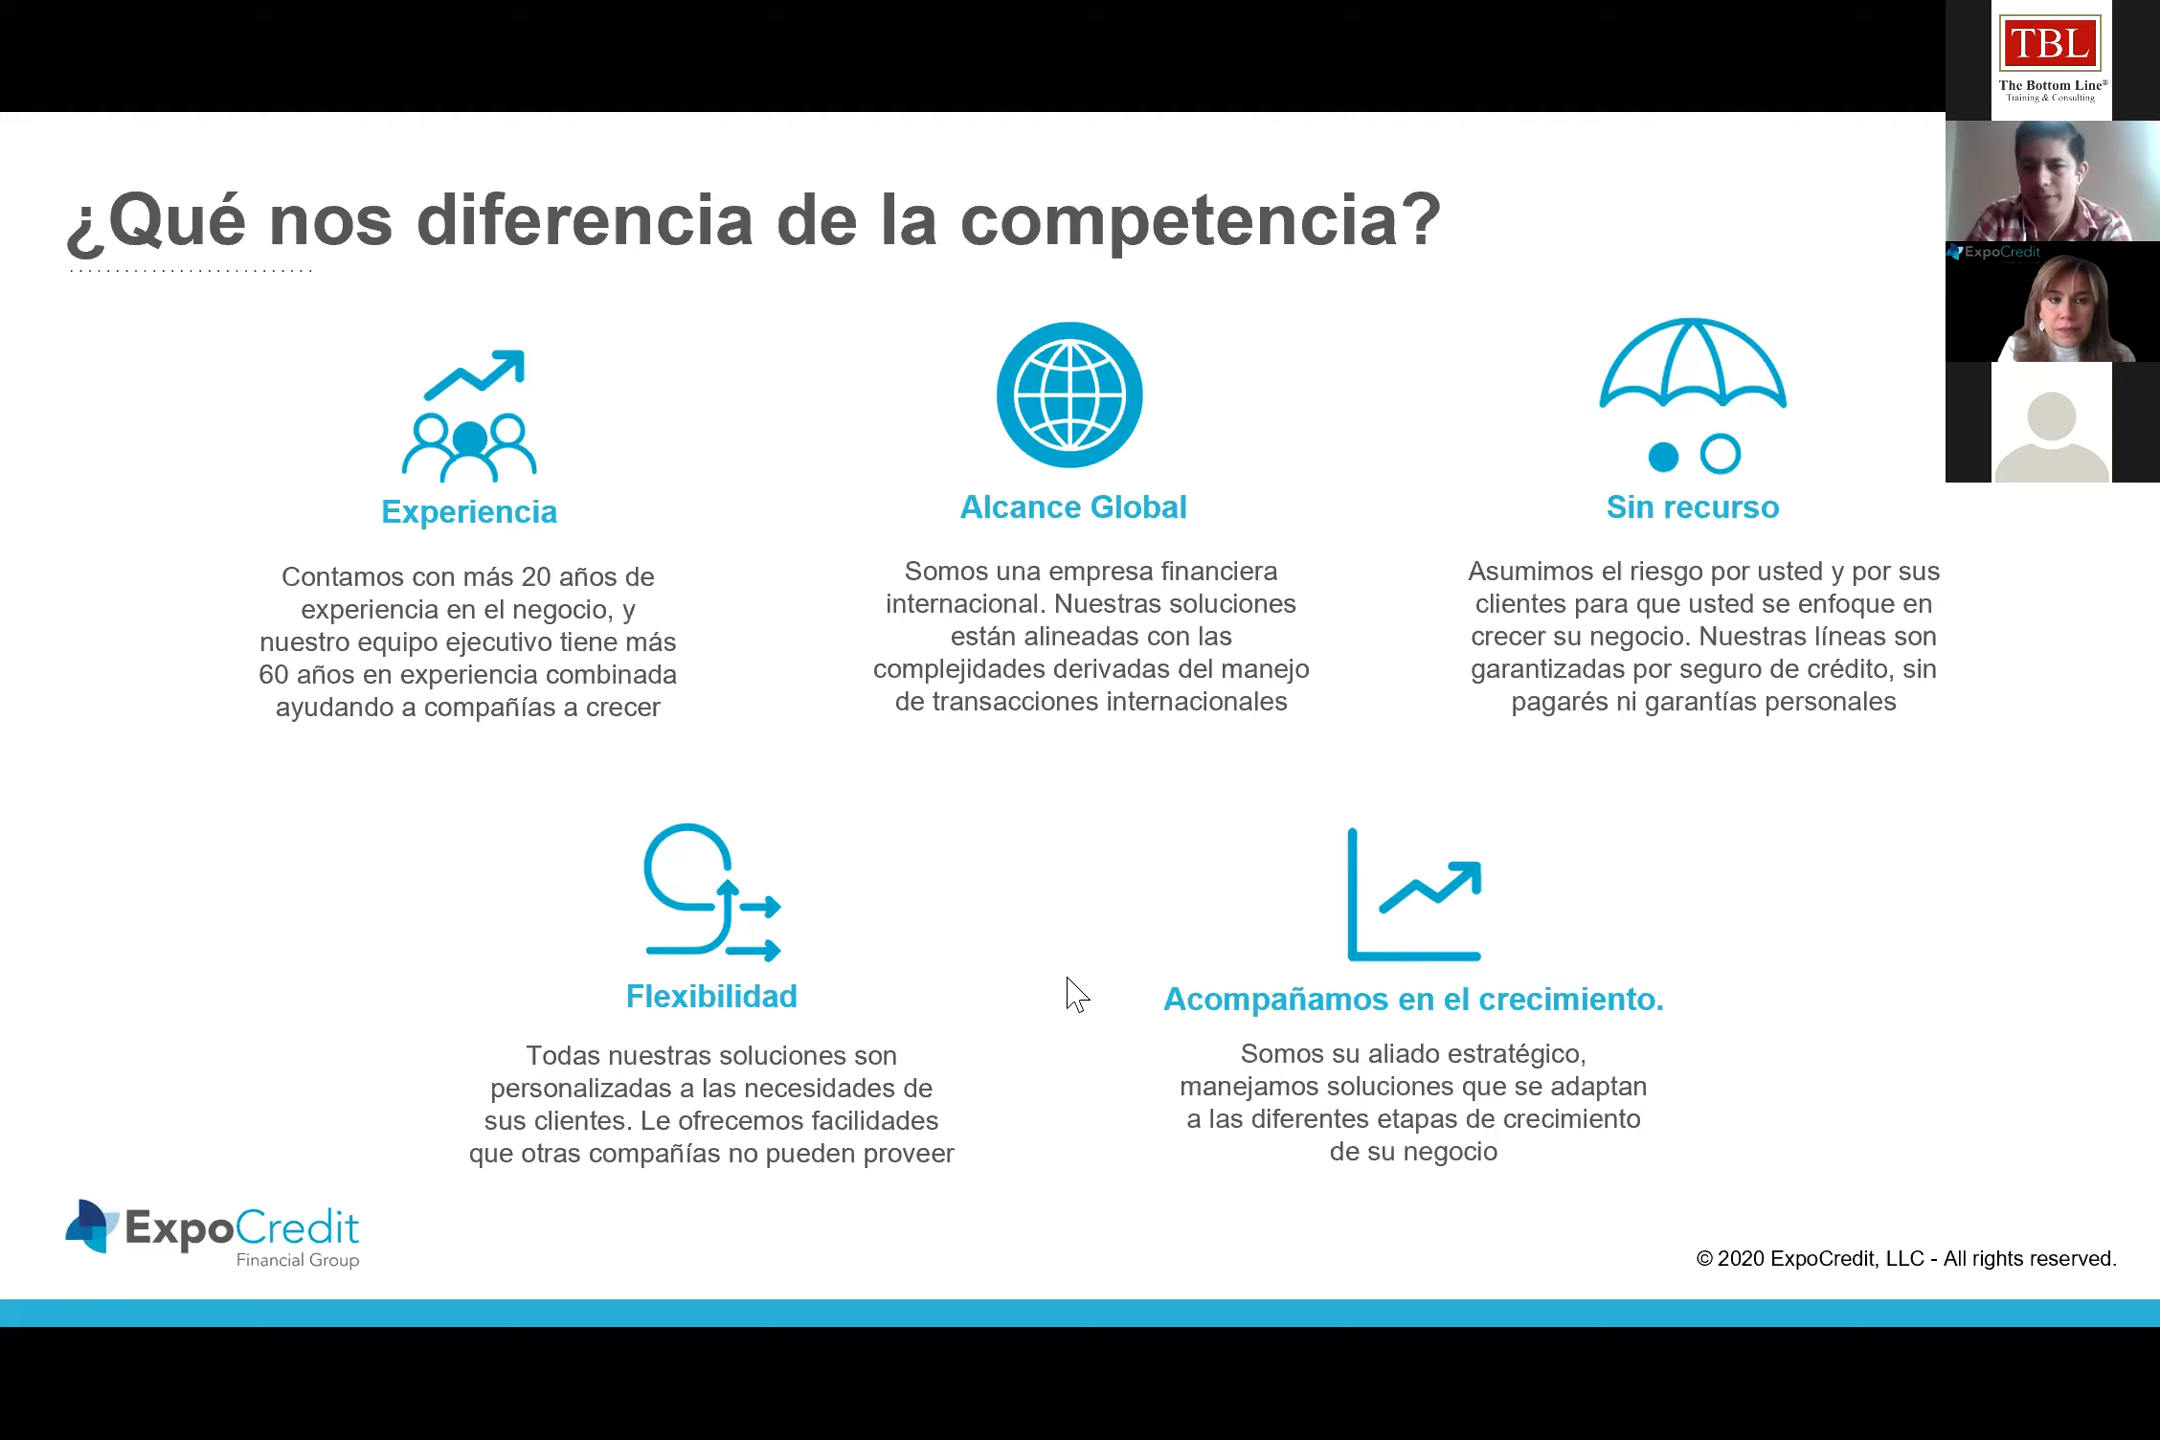 TBL
The Bottom Line®
Training & Consulting
ExpoCredit
¿Qué nos diferencia de la competencia?
Experiencia
Contamos con más 20 años de
experiencia en el negocio, y
nuestro equipo ejecutivo tiene más
60 años en experiencia combinada
ayudando a compañías a crecer
Alcance Global
Somos una empresa financiera
internacional. Nuestras soluciones
están alineadas con las
complejidades derivadas del manejo
de transacciones internacionales
Sin recurso
Asumimos el riesgo por usted y por sus
clientes para que usted se enfoque en
crecer su negocio. Nuestras líneas son
garantizadas por seguro de crédito, sin
pagarés ni garantías personales
Flexibilidad
Todas nuestras soluciones son
personalizadas a las necesidades de
sus clientes. Le ofrecemos facilidades
que otras compañías no pueden proveer
Acompañamos en el crecimiento.
Somos su aliado estratégico,
manejamos soluciones que se adaptan
a las diferentes etapas de crecimiento
de su negocio
ExpoCredit
Financial Group
© 2020 ExpoCredit, LLC - All rights reserved.